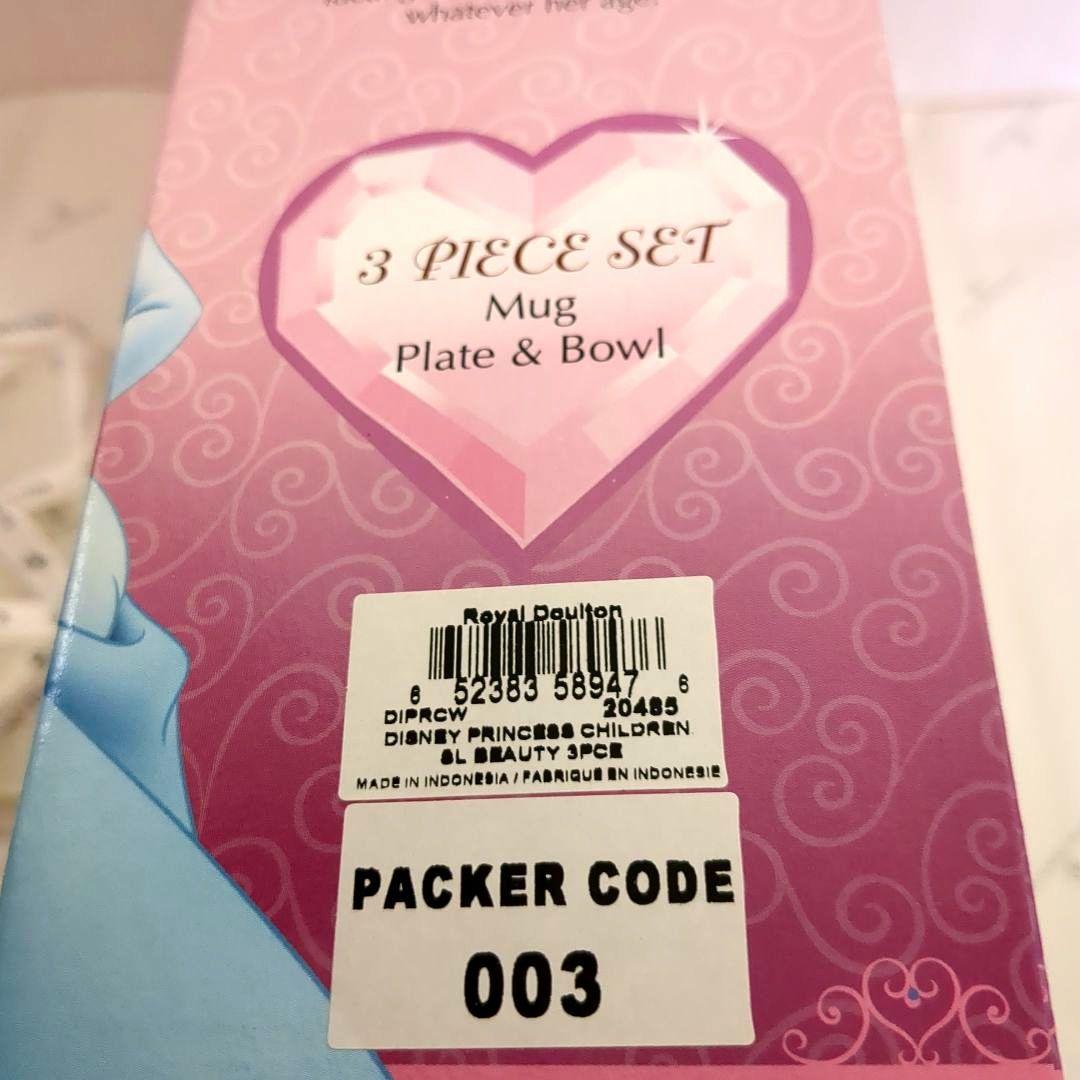 whatever her age.
3 PIECE SET
Mug
Plate & Bowl
Royal Doulton
6 52383 58947 6
DIPRCW 20485
DISNEY PRINCESS CHILDREN
SL BEAUTY 3PCE
MADE IN INDONESIA / FABRIQUE EN INDONESIE
PACKER CODE
003